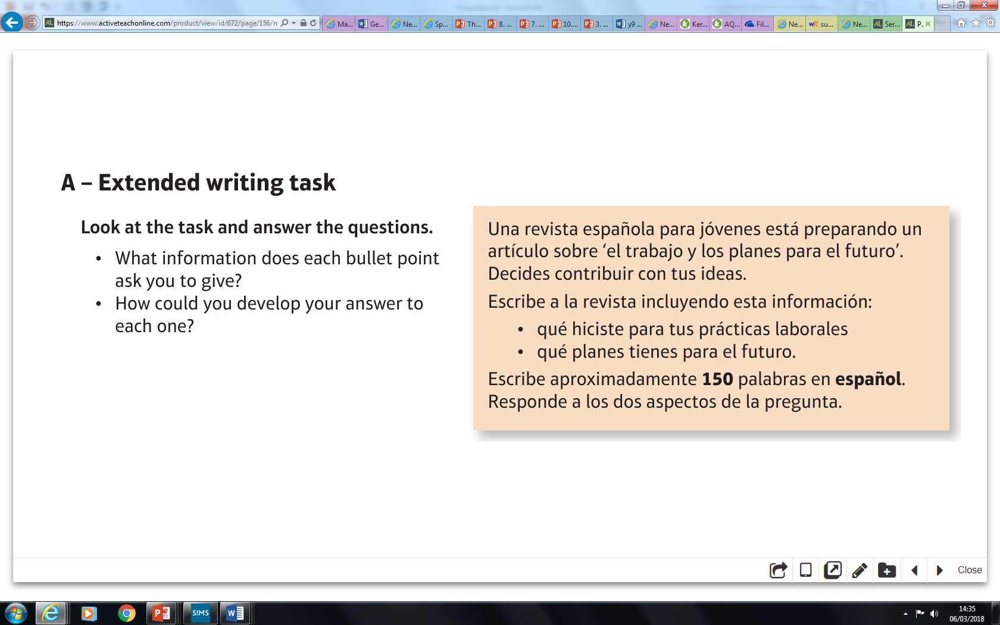 https://www.activeteachonline.com/product/view/id/672/page/156/n
Ma...
Ge...
Ne...
Sp...
Th...
8. ...
7. ...
10....
3. ...
y9 ...
Ne...
Ker...
AQ...
Fil...
Ne...
su...
Ne...
Ser...
P.
A – Extended writing task
Look at the task and answer the questions.
• What information does each bullet point
ask you to give?
• How could you develop your answer to
each one?
Una revista española para jóvenes está preparando un
artículo sobre ‘el trabajo y los planes para el futuro’.
Decides contribuir con tus ideas.
Escribe a la revista incluyendo esta información:
• qué hiciste para tus prácticas laborales
• qué planes tienes para el futuro.
Escribe aproximadamente 150 palabras en español.
Responde a los dos aspectos de la pregunta.
Close
SIMS
14:35
06/03/2018